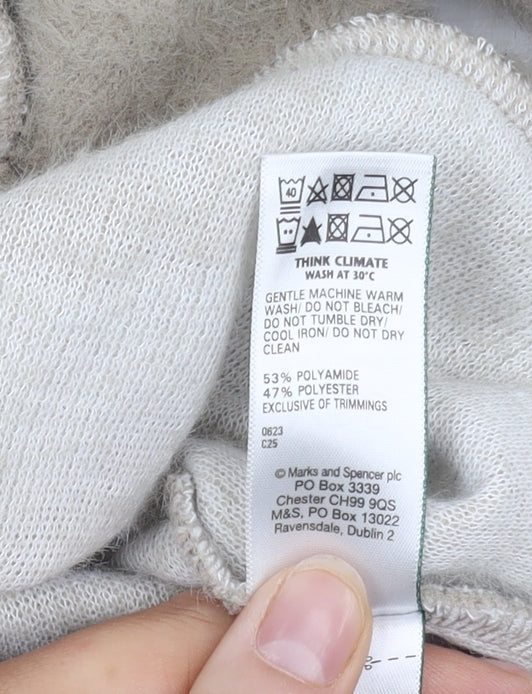 40
THINK CLIMATE
WASH AT 30°C
GENTLE MACHINE WARM
WASH/ DO NOT BLEACH/
DO NOT TUMBLE DRY/
COOL IRON/ DO NOT DRY
CLEAN
53% POLYAMIDE
47% POLYESTER
EXCLUSIVE OF TRIMMINGS
0623
C25
© Marks and Spencer plc
PO Box 3339
Chester CH99 9QS
M&S, PO Box 13022
Ravensdale, Dublin 2